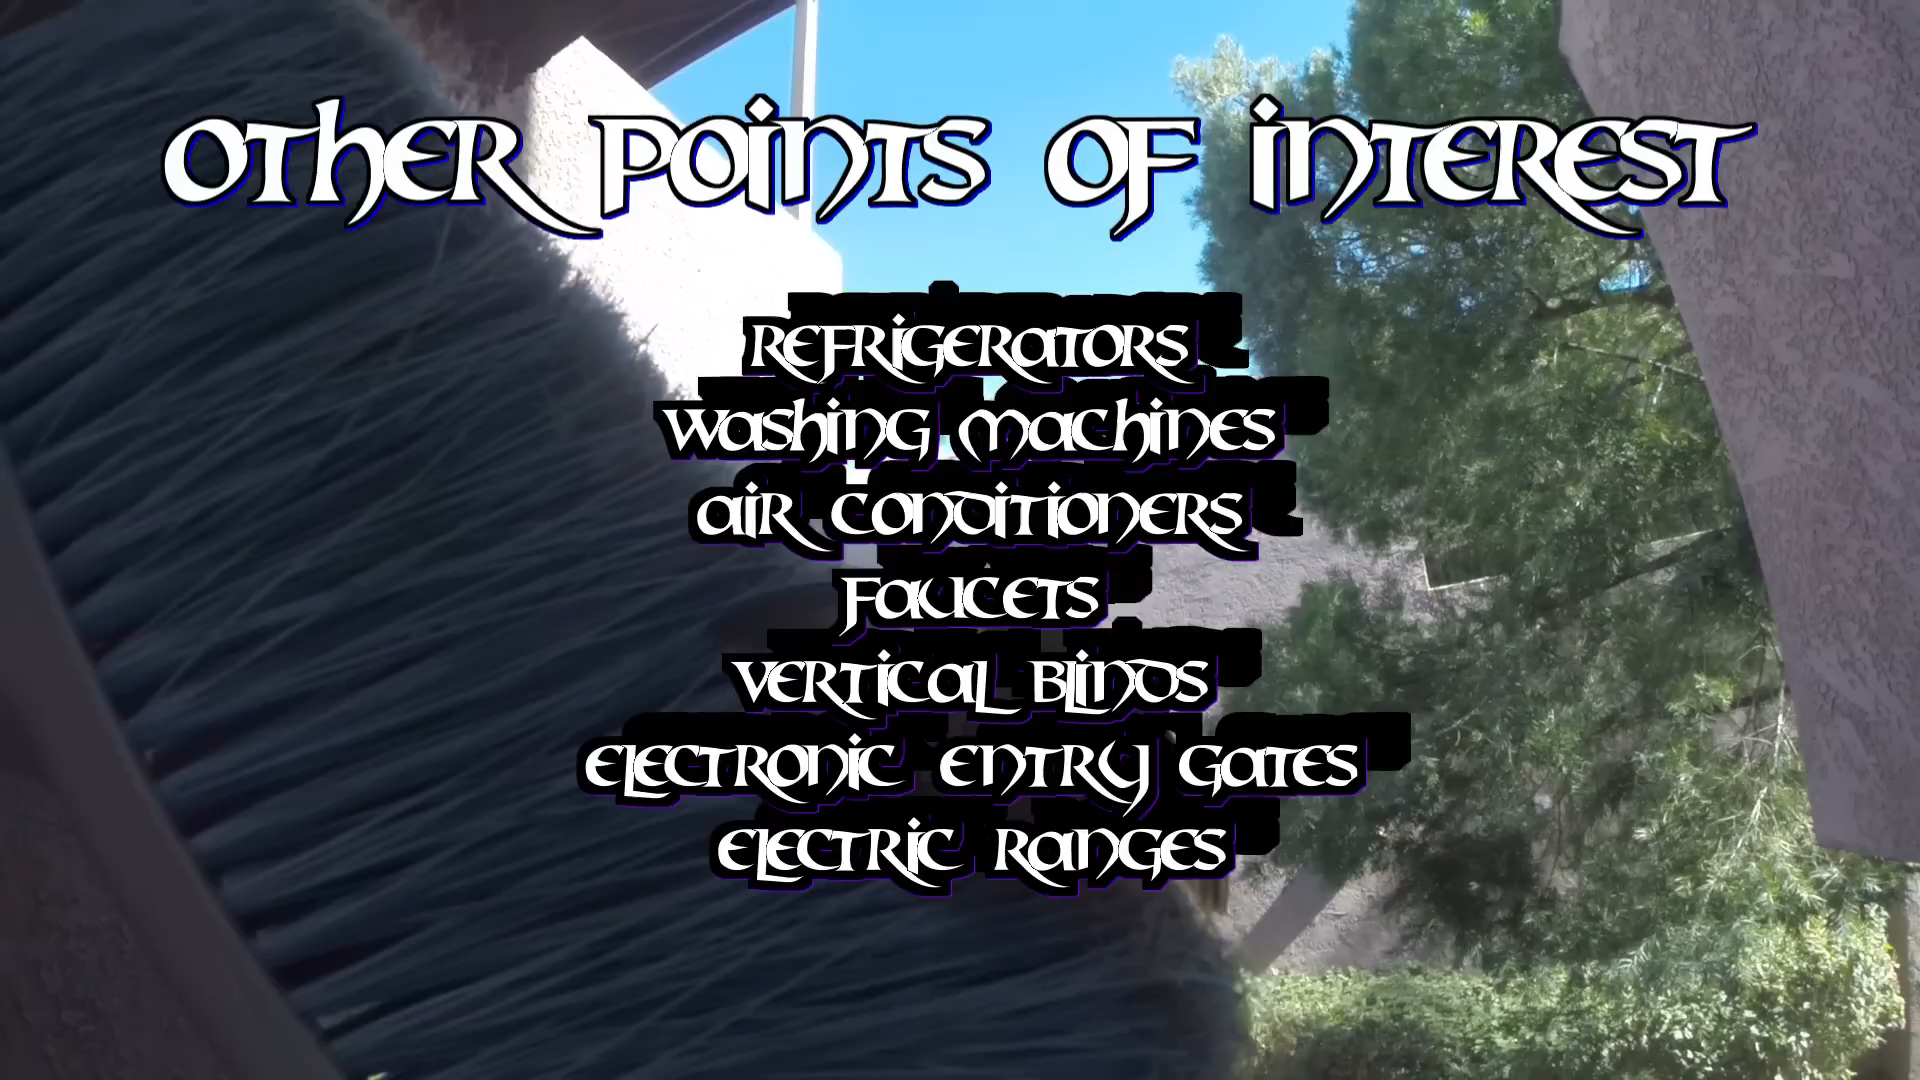 OTHER POINTS OF INTEREST
REFRIGERATORS
WASHING MACHINES
AIR CONDITIONERS
FAUCETS
VERTICAL BLINDS
ELECTRONIC ENTRY GATES
ELECTRIC RANGES